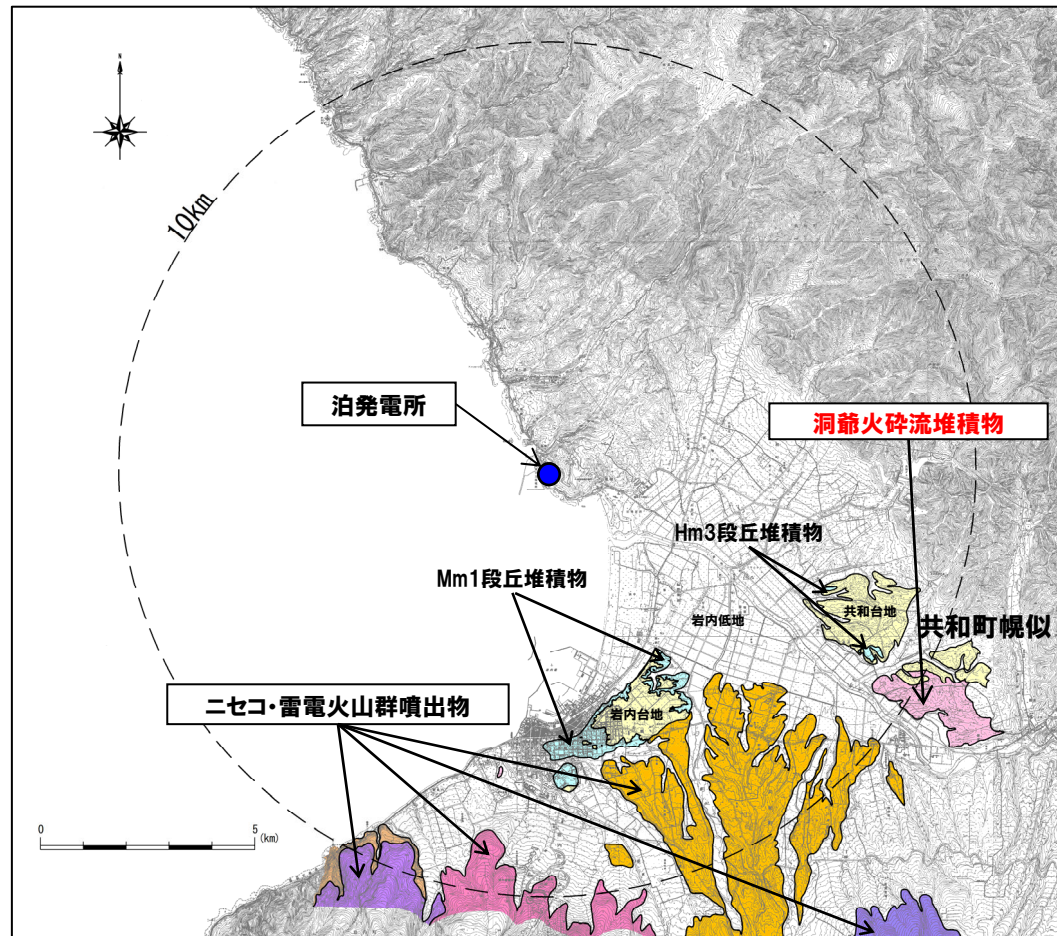 N
10km
泊発電所
洞爺火砕流堆積物
Hm3段丘堆積物
Mm1段丘堆積物
共和台地
岩内低地
共和町幌似
ニセコ・雷電火山群噴出物
岩内台地
0
5
(km)